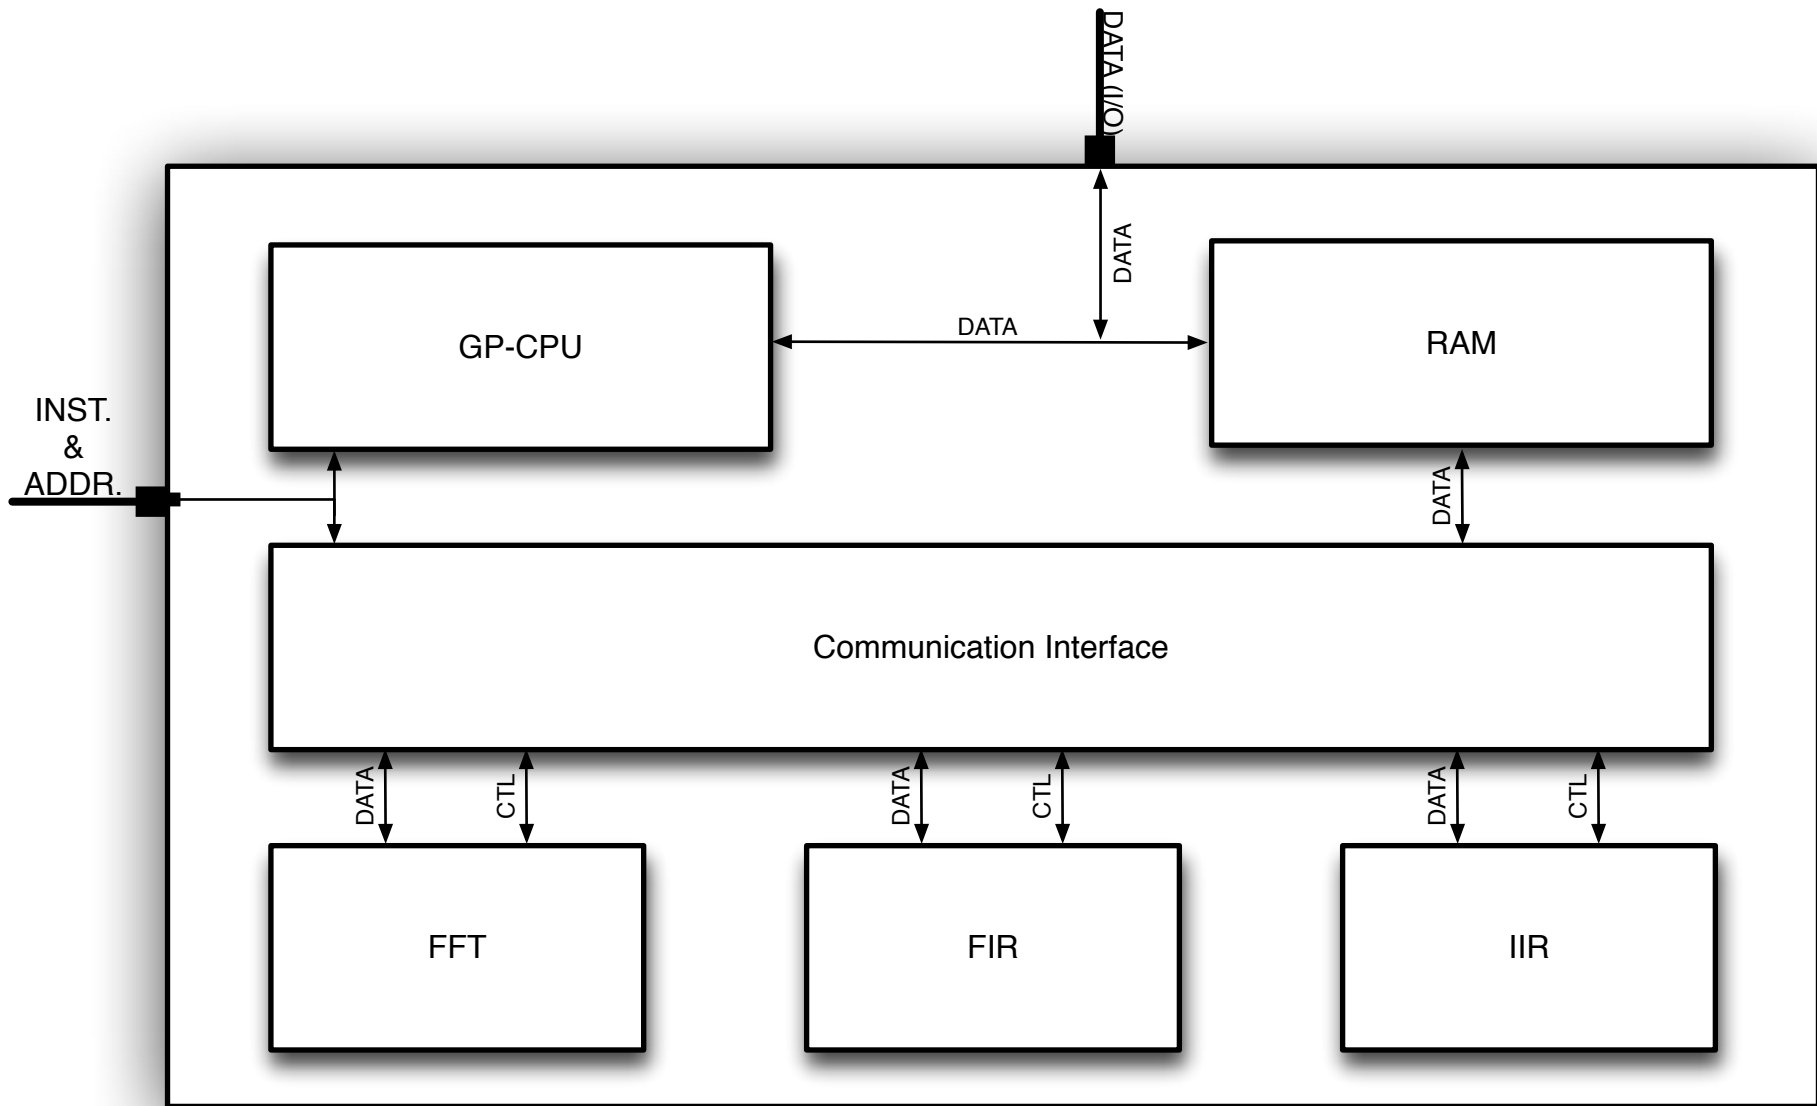 DATA (I/O)
DATA
GP-CPU
DATA
RAM
INST.
&
ADDR.
DATA
Communication Interface
DATA
CTL
DATA
CTL
DATA
CTL
FFT
FIR
IIR